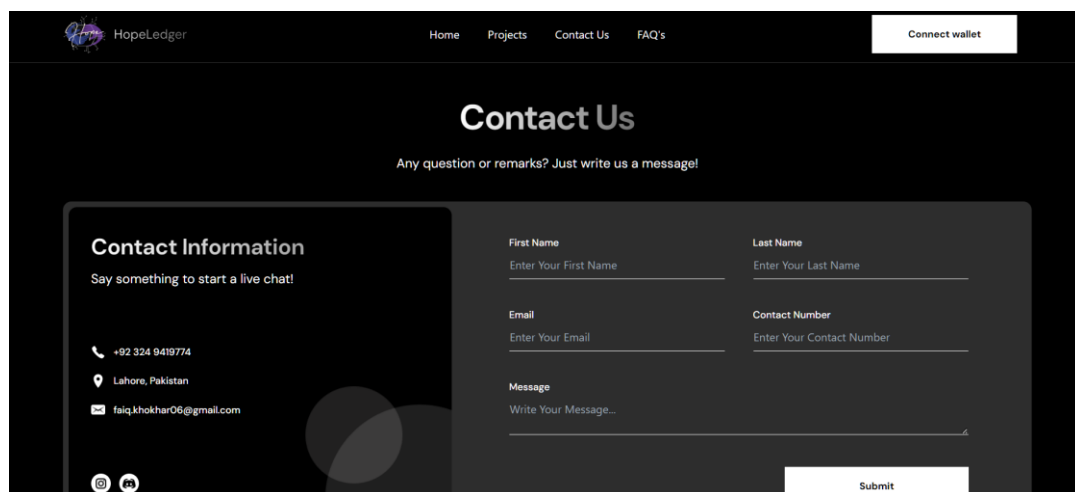 Hope HopeLedger
Home Projects Contact Us FAQ's
Connect wallet
Contact Us
Any question or remarks? Just write us a message!
Contact Information
Say something to start a live chat!
+92 324 9419774
Lahore, Pakistan
faiq.khokhar06@gmail.com
First Name
Enter Your First Name
Last Name
Enter Your Last Name
Email
Enter Your Email
Contact Number
Enter Your Contact Number
Message
Write Your Message...
Submit